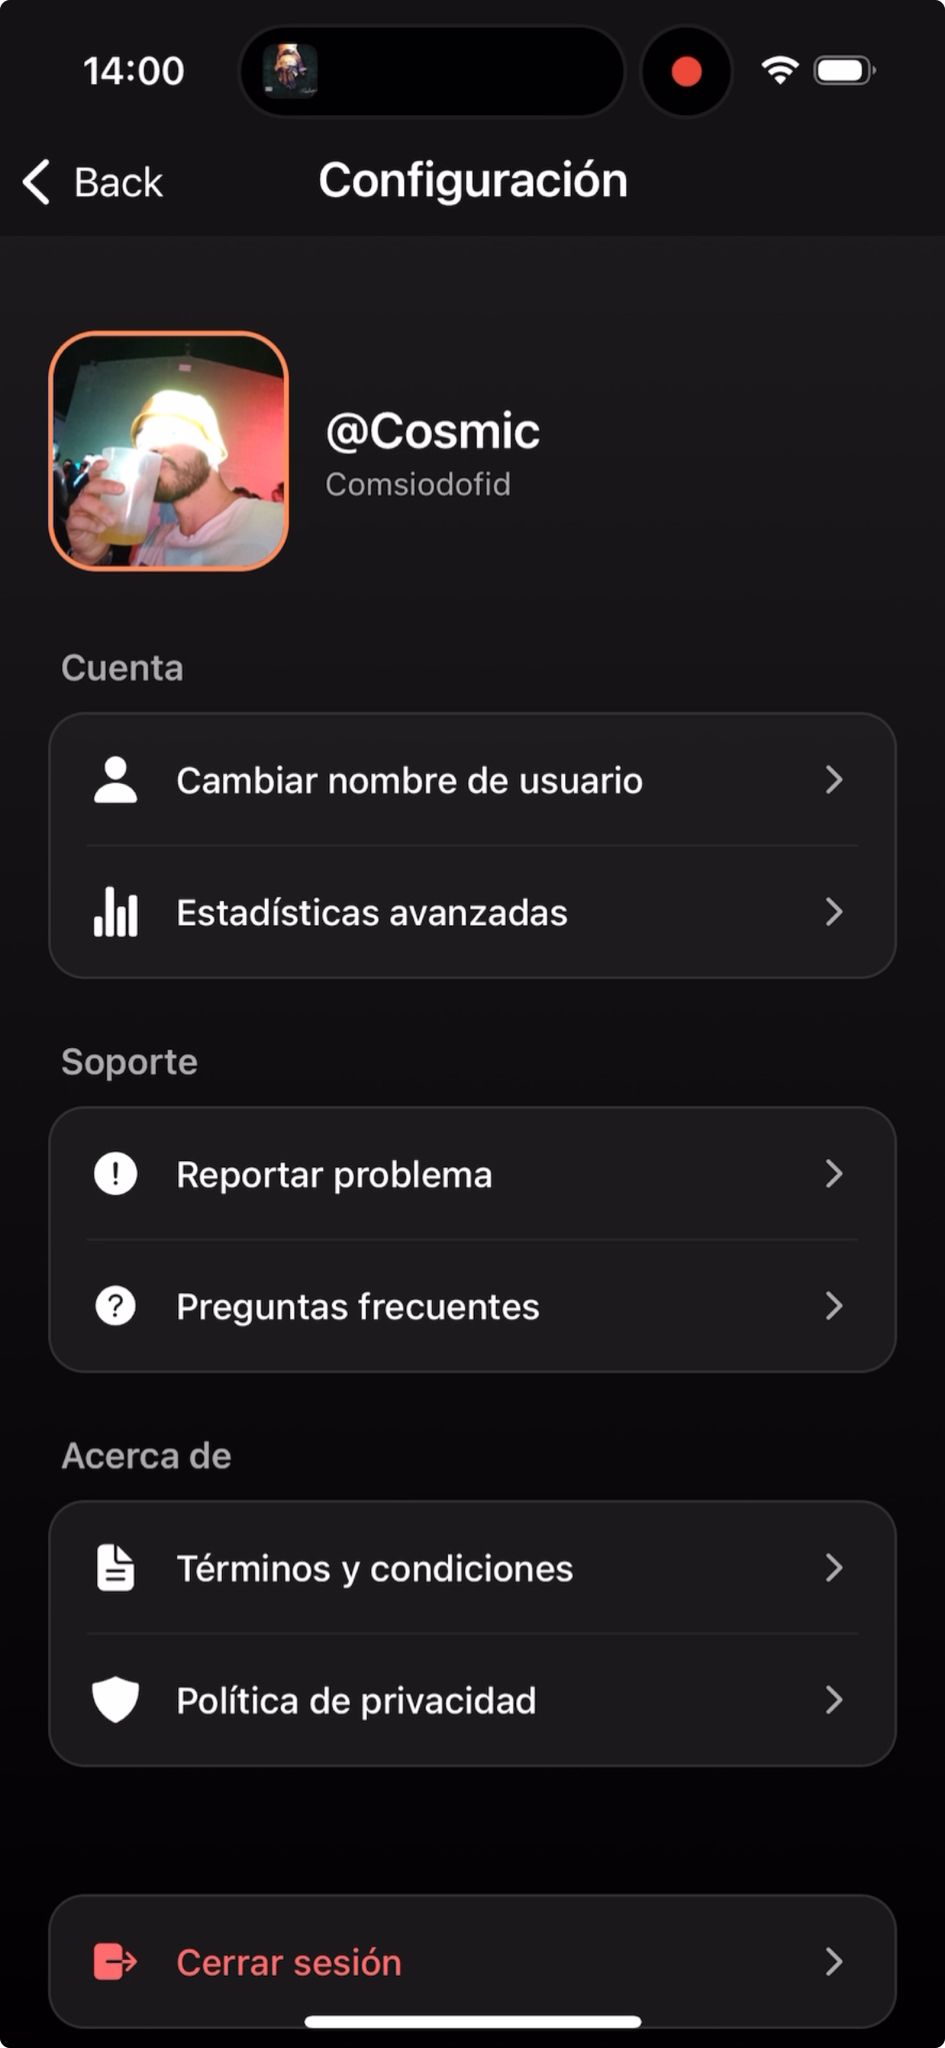 14:00
Back
Configuración
@Cosmic
Comsiodofid
Cuenta
Cambiar nombre de usuario
Estadísticas avanzadas
Soporte
Reportar problema
Preguntas frecuentes
Acerca de
Términos y condiciones
Política de privacidad
Cerrar sesión